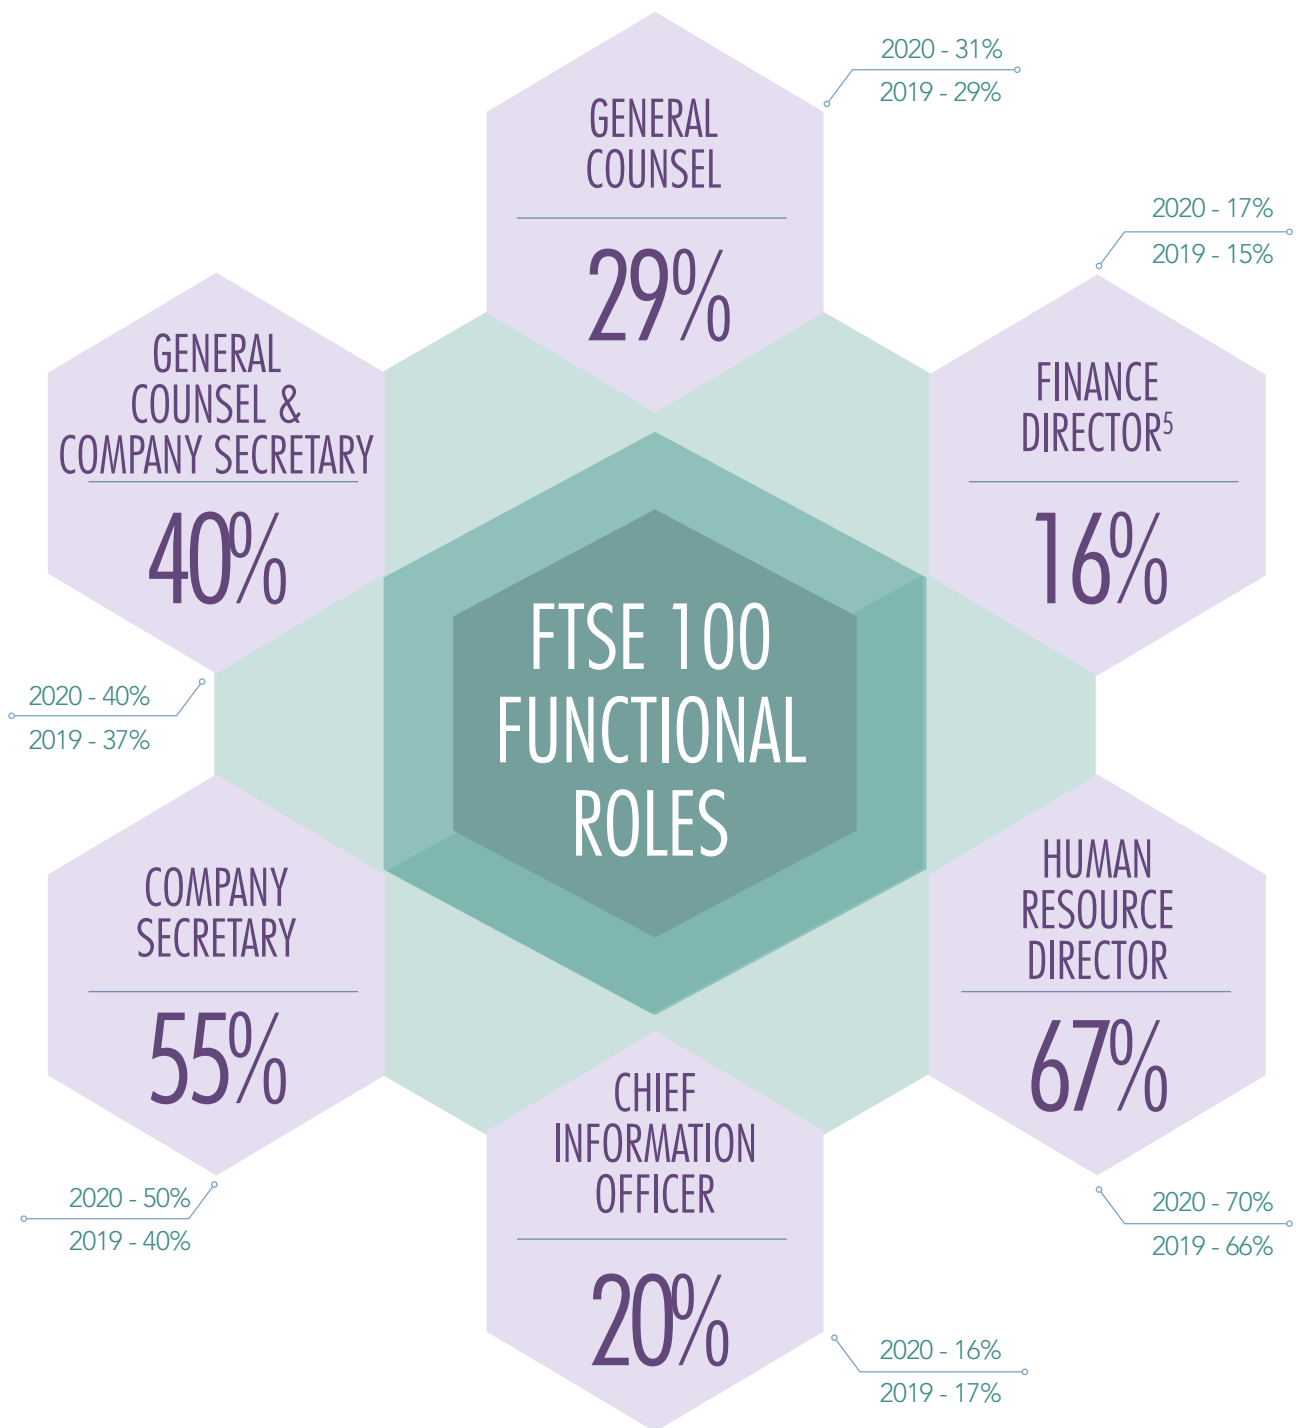 2020 - 31%
2019 - 29%
GENERAL
COUNSEL
29%
2020 - 17%
2019 - 15%
FINANCE
DIRECTOR5
16%
GENERAL
COUNSEL &
COMPANY SECRETARY
40%
2020 - 40%
2019 - 37%
FTSE 100
FUNCTIONAL
ROLES
HUMAN
RESOURCE
DIRECTOR
67%
2020 - 70%
2019 - 66%
COMPANY
SECRETARY
55%
2020 - 50%
2019 - 40%
CHIEF
INFORMATION
OFFICER
20%
2020 - 16%
2019 - 17%